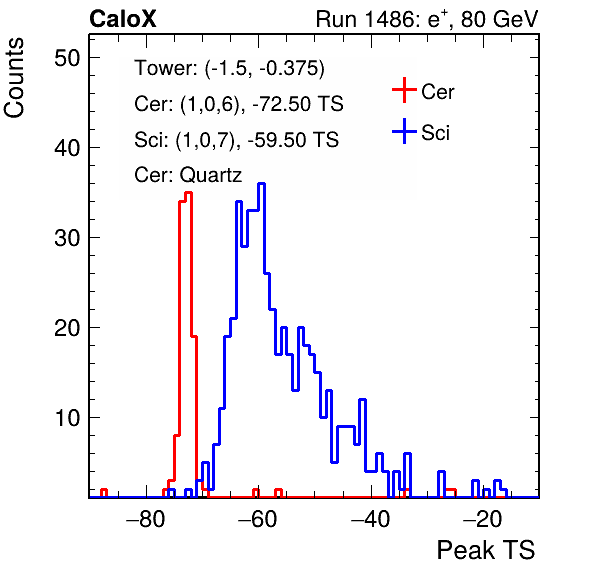 CaloX Run 1486: e⁺, 80 GeV
Counts
50
40
30
20
10
Tower: (-1.5, -0.375)
Cer: (1,0,6), -72.50 TS
Sci: (1,0,7), -59.50 TS
Cer: Quartz
Cer
Sci
−80 −60 −40 −20
Peak TS